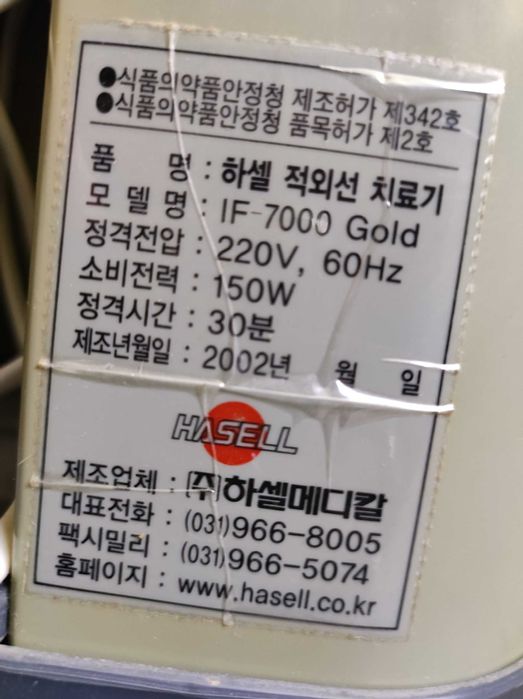 ●식품의약품안정청 제조허가 제342호
●식품의약품안정청 품목허가 제2호
품 명 : 하셀 적외선 치료기
모 델 명 : IF-7000 Gold
정격전압 : 220V, 60Hz
소비전력 : 150W
정격시간 : 30분
제조년월일 : 2002년 월 일
HASELL
제조업체 : (주)하셀메디칼
대표전화 : (031)966-8005
팩시밀리 : (031)966-5074
홈페이지 : www.hasell.co.kr